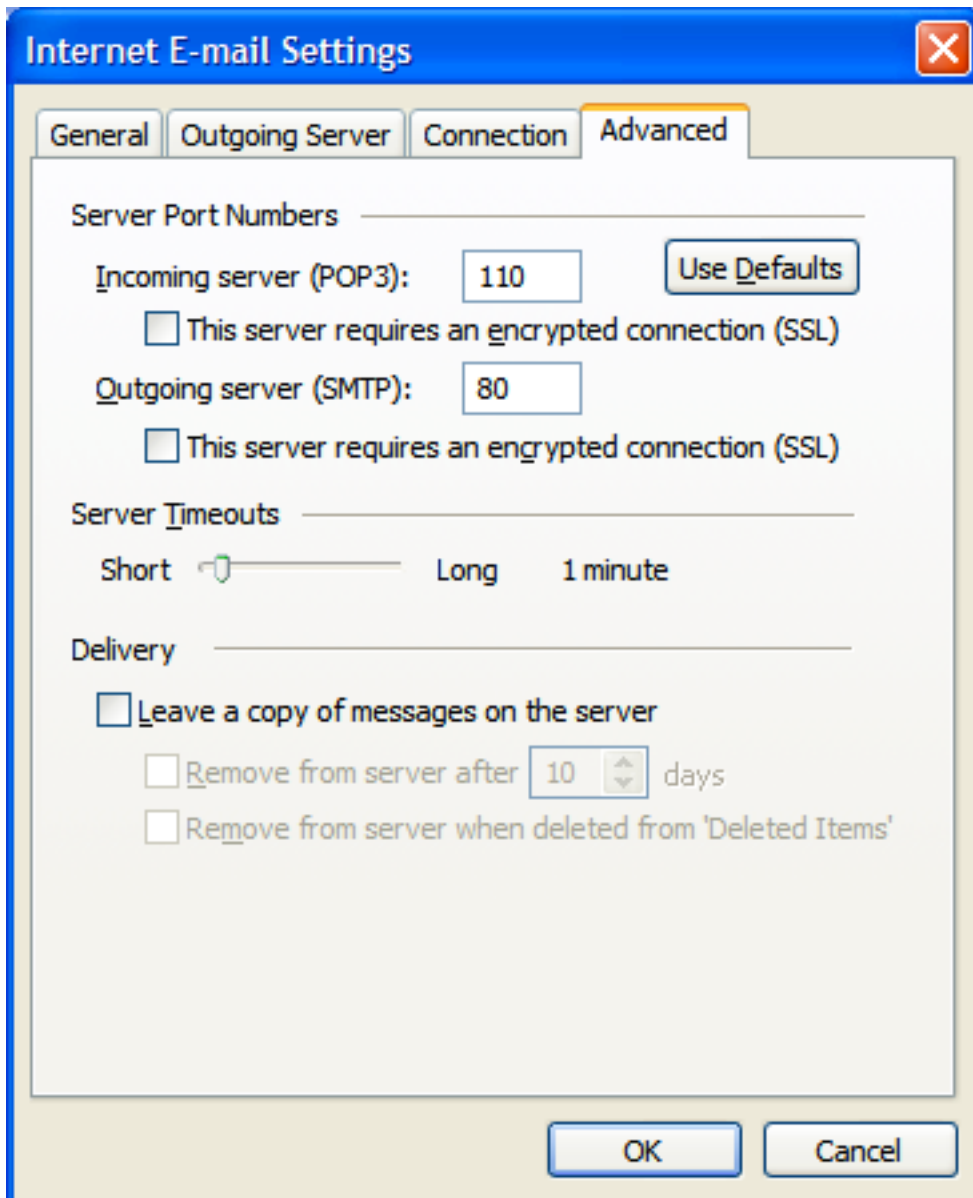 Internet E-mail Settings
General Outgoing Server Connection Advanced
Server Port Numbers
Incoming server (POP3): 110 Use Defaults
This server requires an encrypted connection (SSL)
Outgoing server (SMTP): 80
This server requires an encrypted connection (SSL)
Server Timeouts
Short Long 1 minute
Delivery
Leave a copy of messages on the server
Remove from server after 10 days
Remove from server when deleted from 'Deleted Items'
OK Cancel